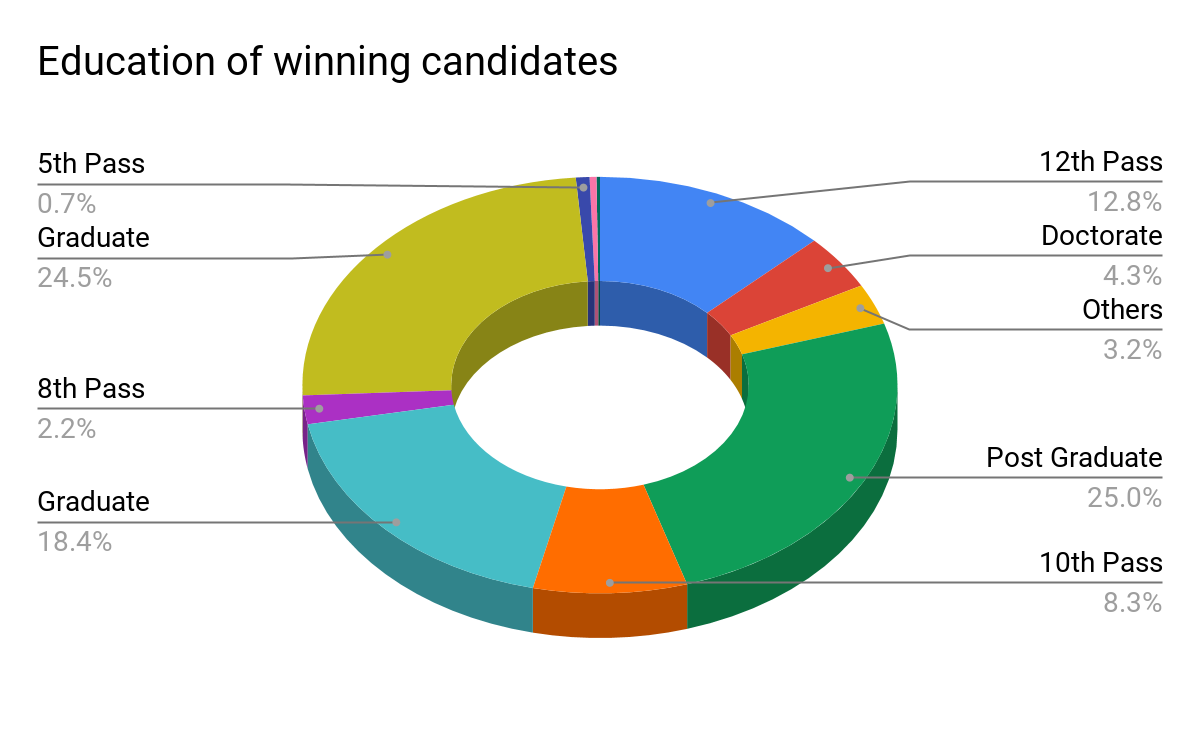 Education of winning candidates
5th Pass
0.7%
Graduate
24.5%
8th Pass
2.2%
Graduate
18.4%
12th Pass
12.8%
Doctorate
4.3%
Others
3.2%
Post Graduate
25.0%
10th Pass
8.3%